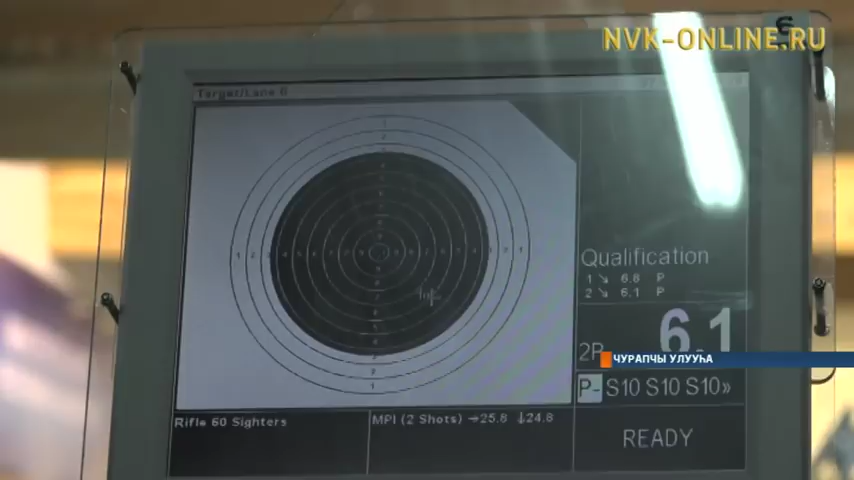 NVK-ONLINE.RU
6
Target/Lane 6
Qualification
1 ↘ 6.8 P
2 ↘ 6.1 P
6.1
ЧУРАПЧЫ УЛУУҺА
P- S10 S10 S10»
Rifle 60 Sighters
MPI (2 Shots) →25.8 ↓24.8
READY